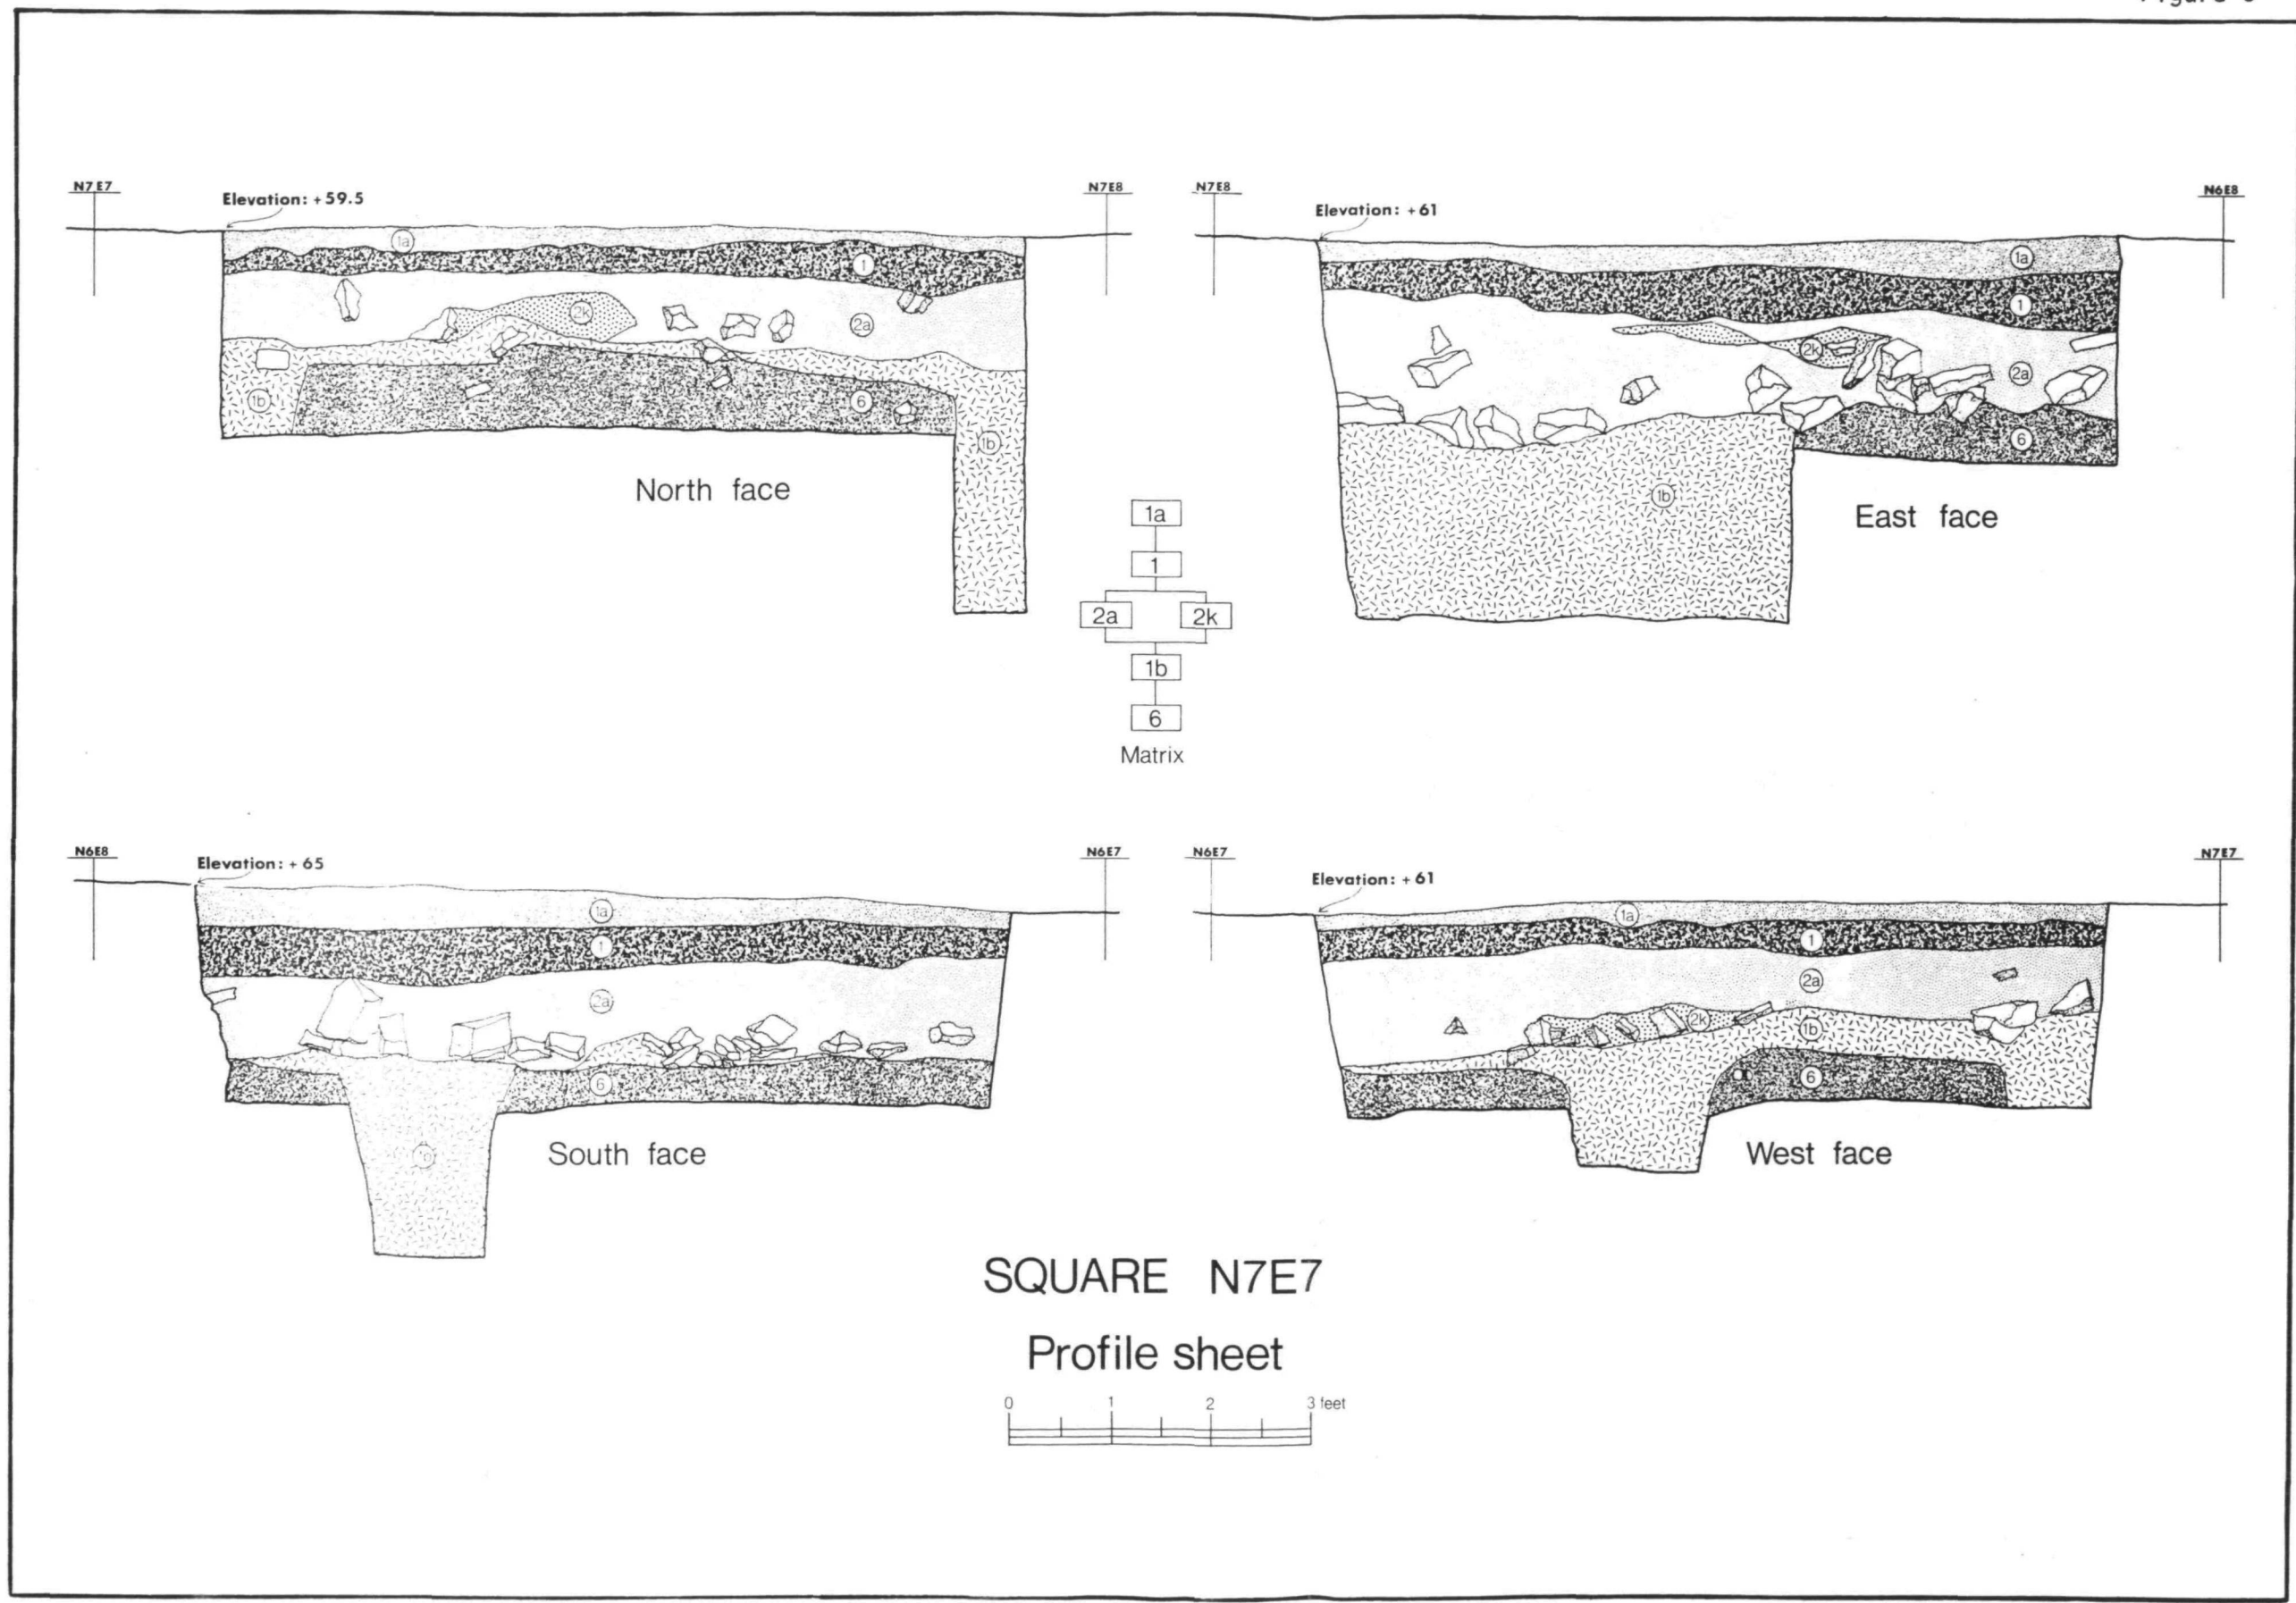 N7E7
Elevation: +59.5
N7E8
1a
1
2k
2a
1b
6
1b
North face
N7E8
Elevation: +61
N6E8
1a
1
2k
2a
6
1b
East face
1a
1
2a 2k
1b
6
Matrix
N6E8
Elevation: +65
N6E7
1a
1
2a
6
1b
South face
N6E7
Elevation: +61
N7E7
1a
1
2a
2k
1b
6
West face
SQUARE N7E7
Profile sheet
0 1 2 3 feet